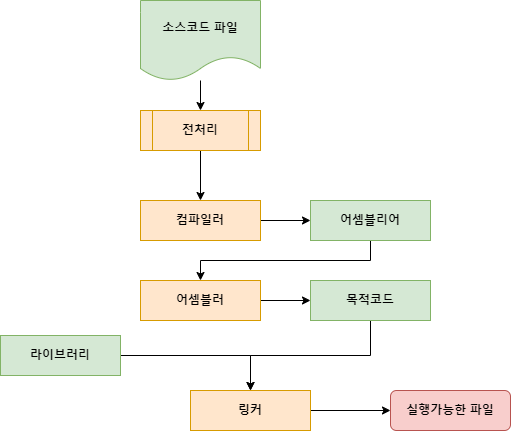 소스코드 파일
전처리
컴파일러
어셈블리어
어셈블러
목적코드
라이브러리
링커
실행가능한 파일